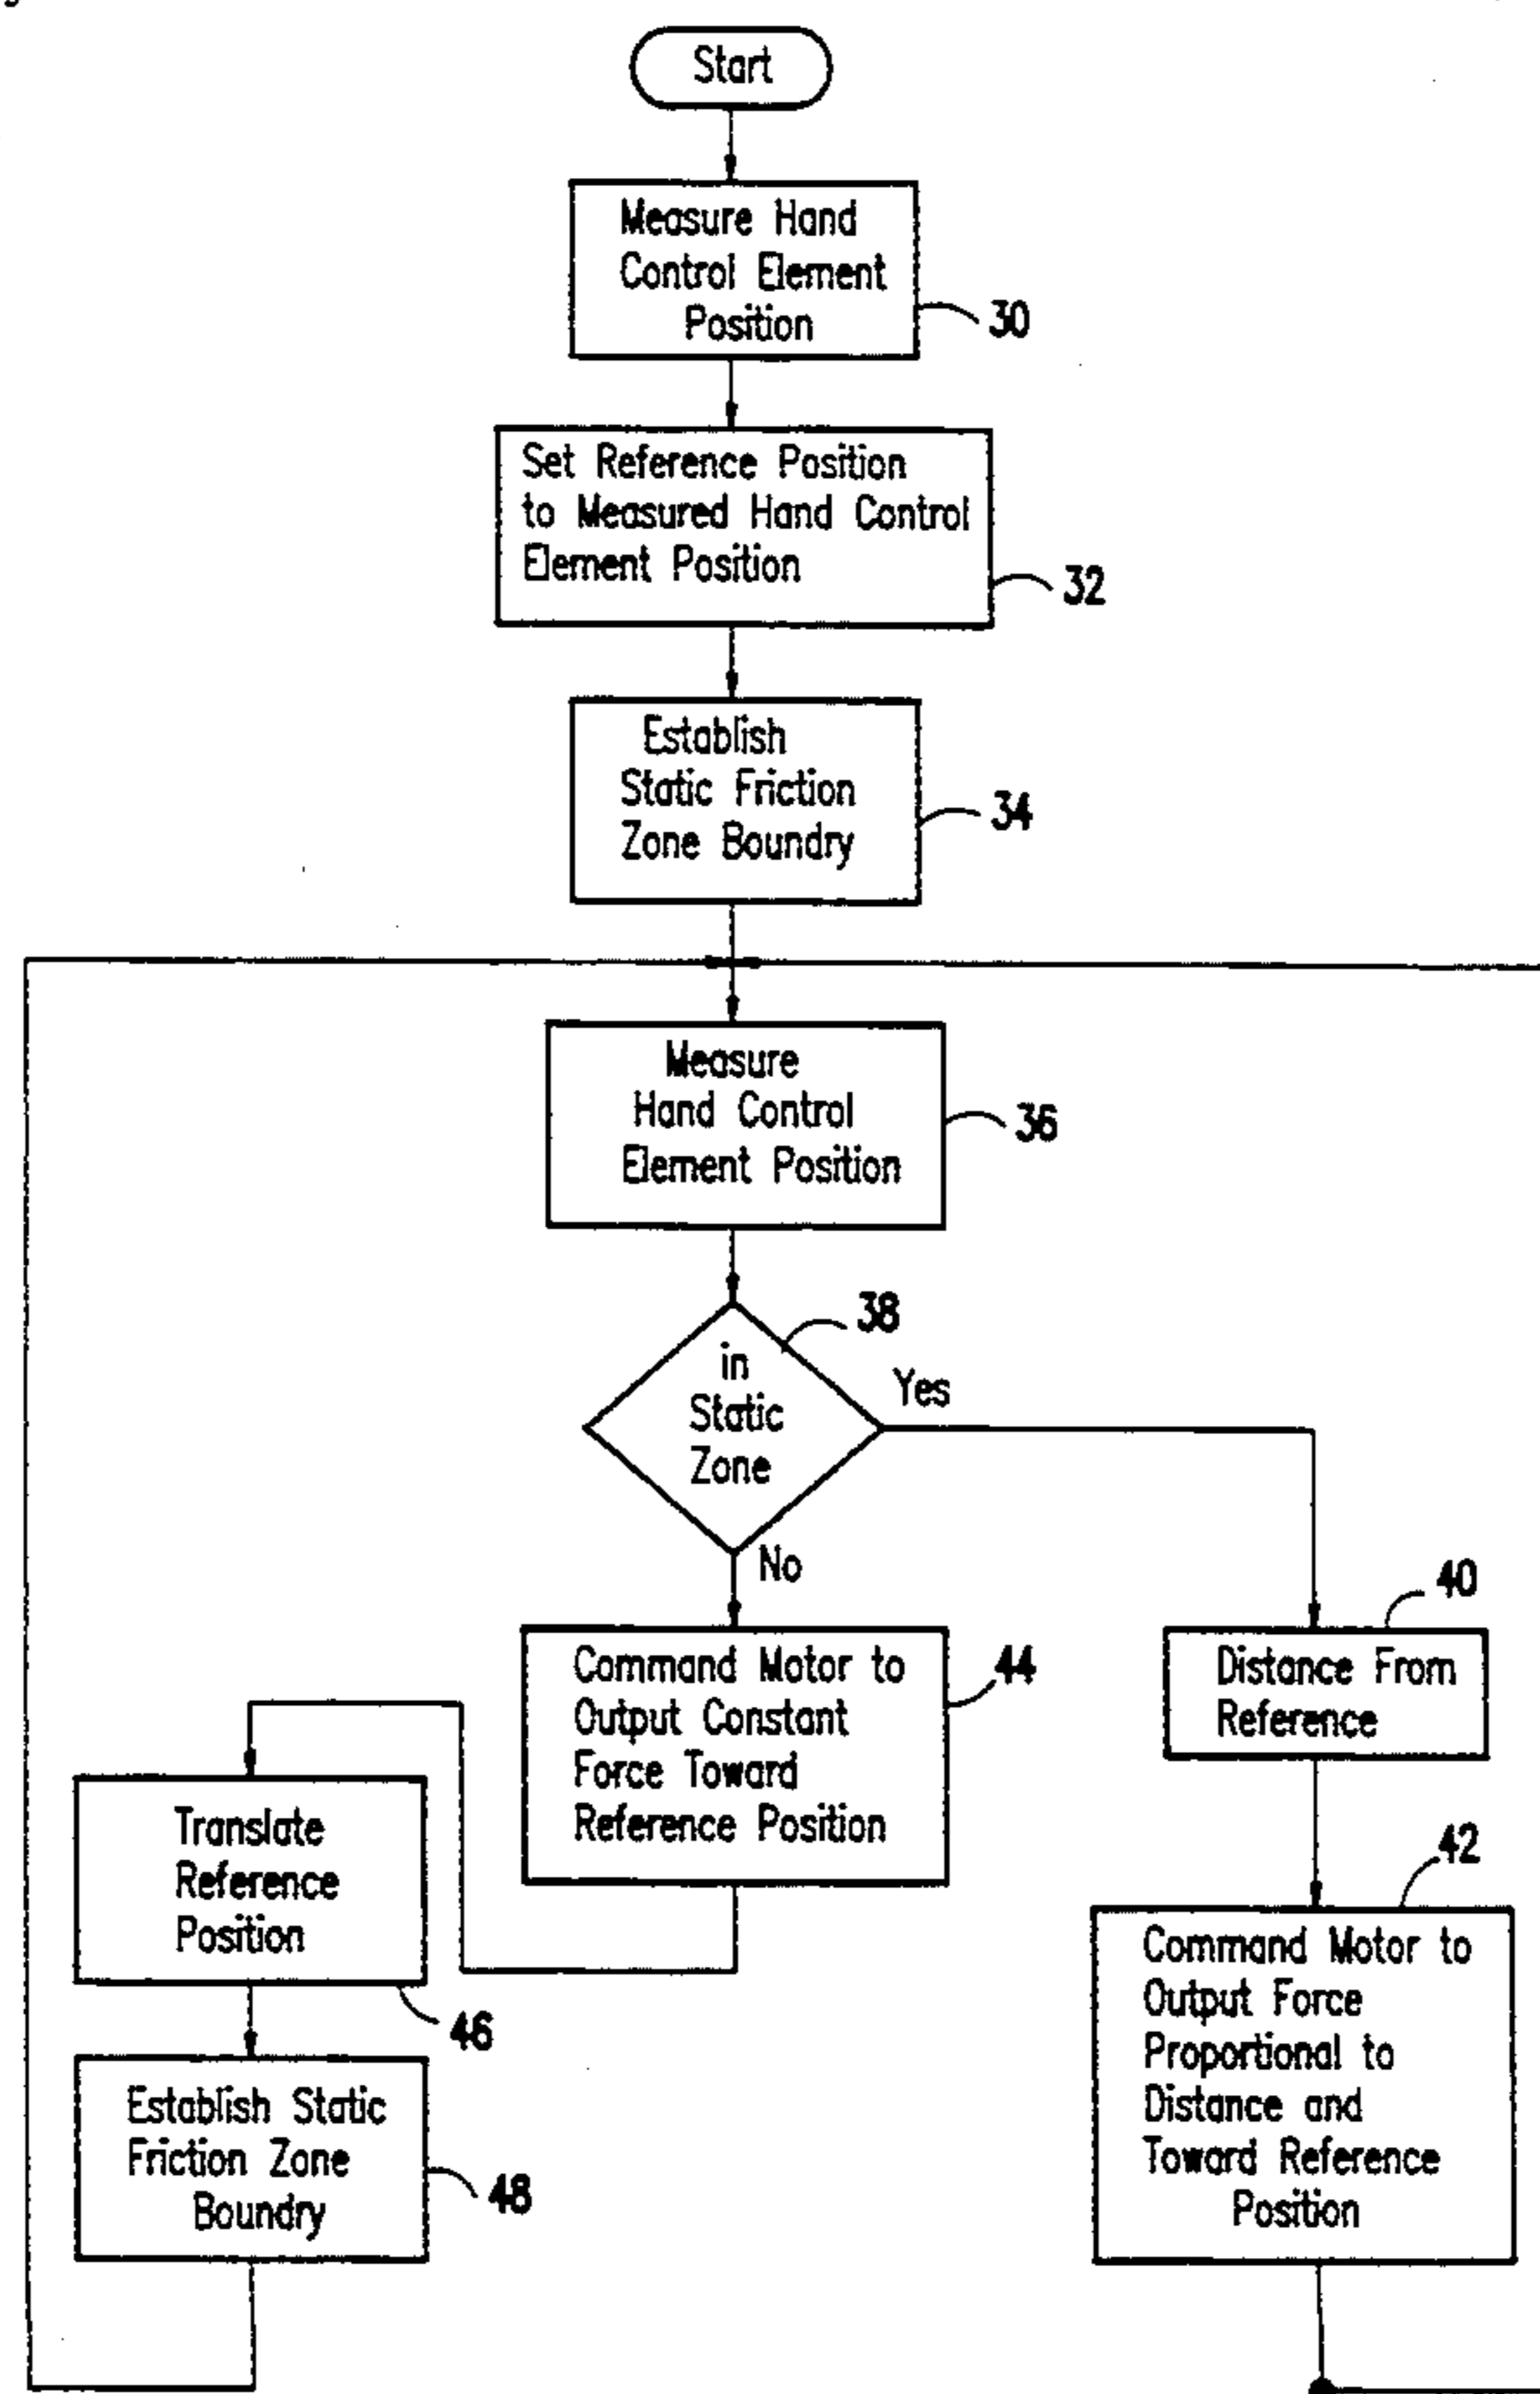 Start
Measure Hand
Control Element
Position
30
Set Reference Position
to Measured Hand Control
Element Position
32
Establish
Static Friction
Zone Boundry
34
Measure
Hand Control
Element Position
36
38
in
Static
Zone
Yes
No
Command Motor to
Output Constant
Force Toward
Reference Position
44
40
Distance From
Reference
Translate
Reference
Position
46
42
Command Motor to
Output Force
Proportional to
Distance and
Toward Reference
Position
Establish Static
Friction Zone
Boundry
48